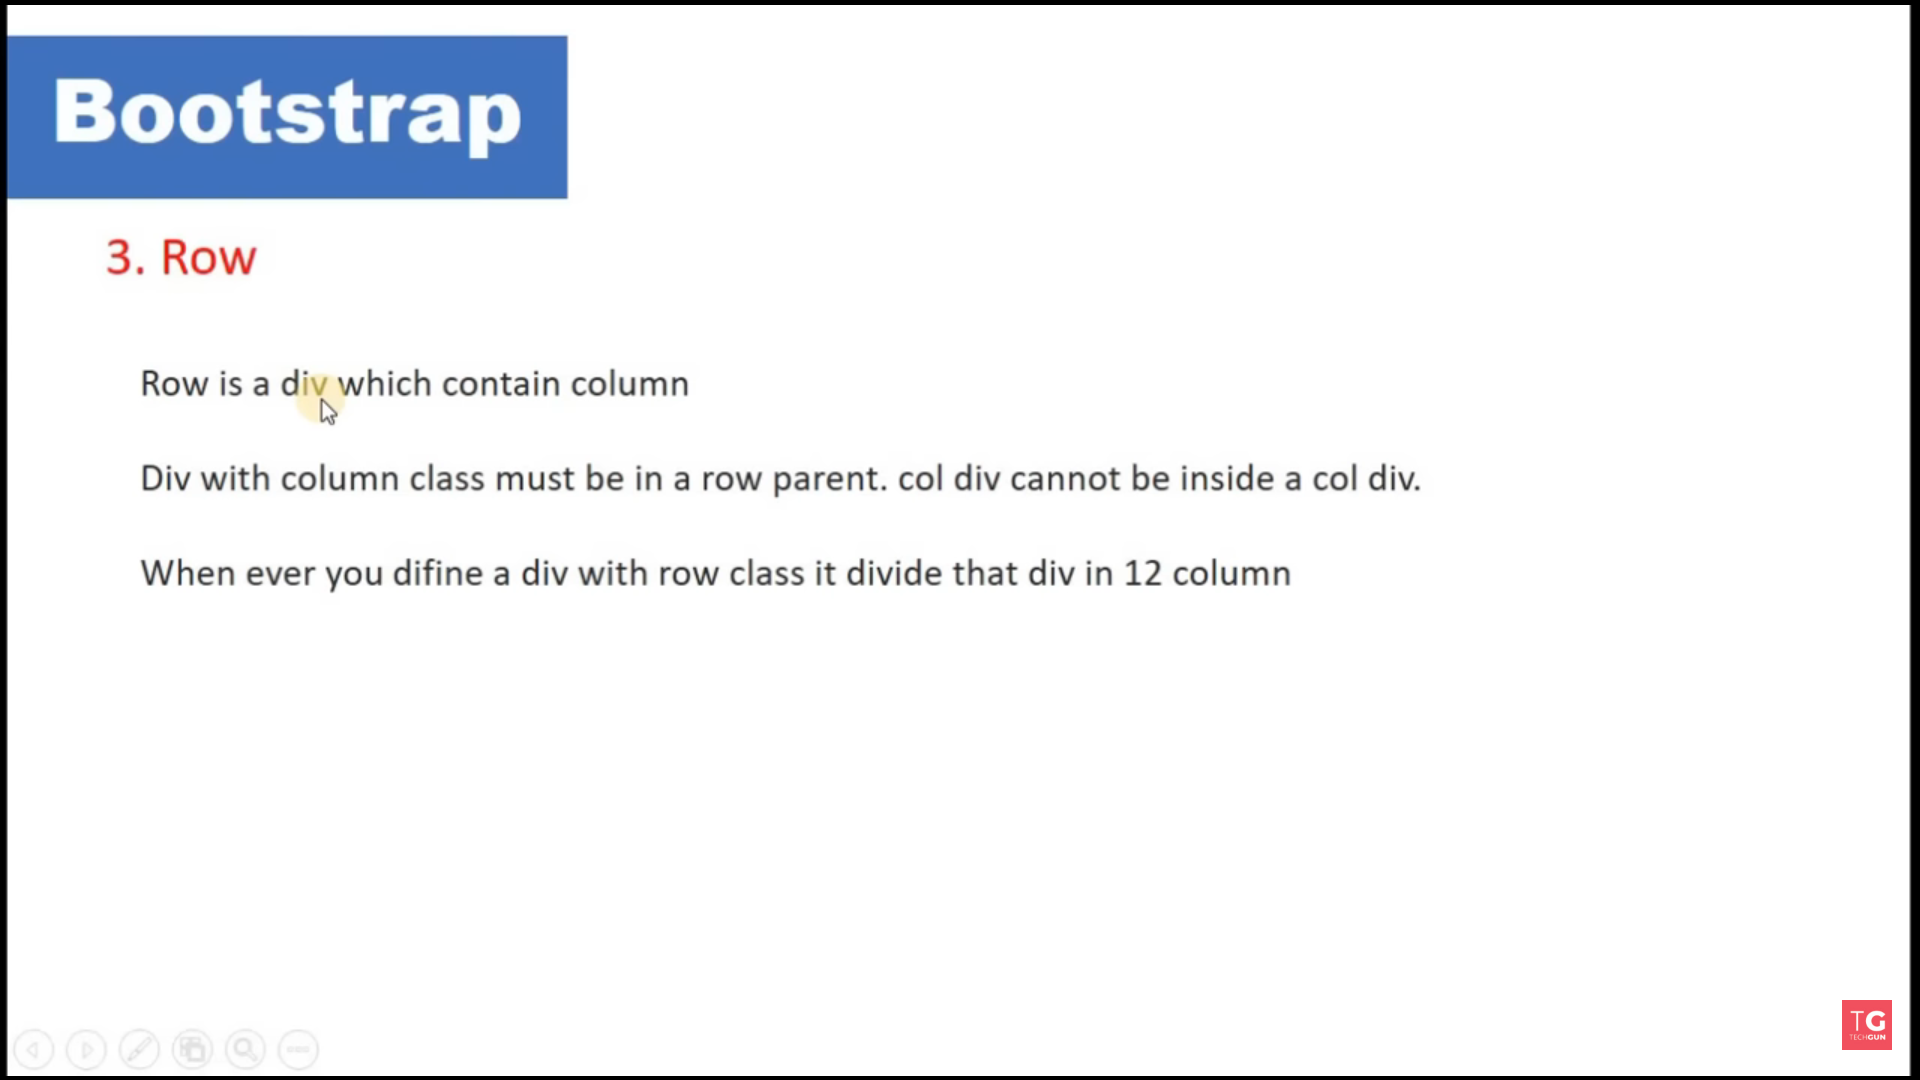 Bootstrap
3. Row
Row is a div which contain column
Div with column class must be in a row parent. col div cannot be inside a col div.
When ever you difine a div with row class it divide that div in 12 column
TG
TECHGUN